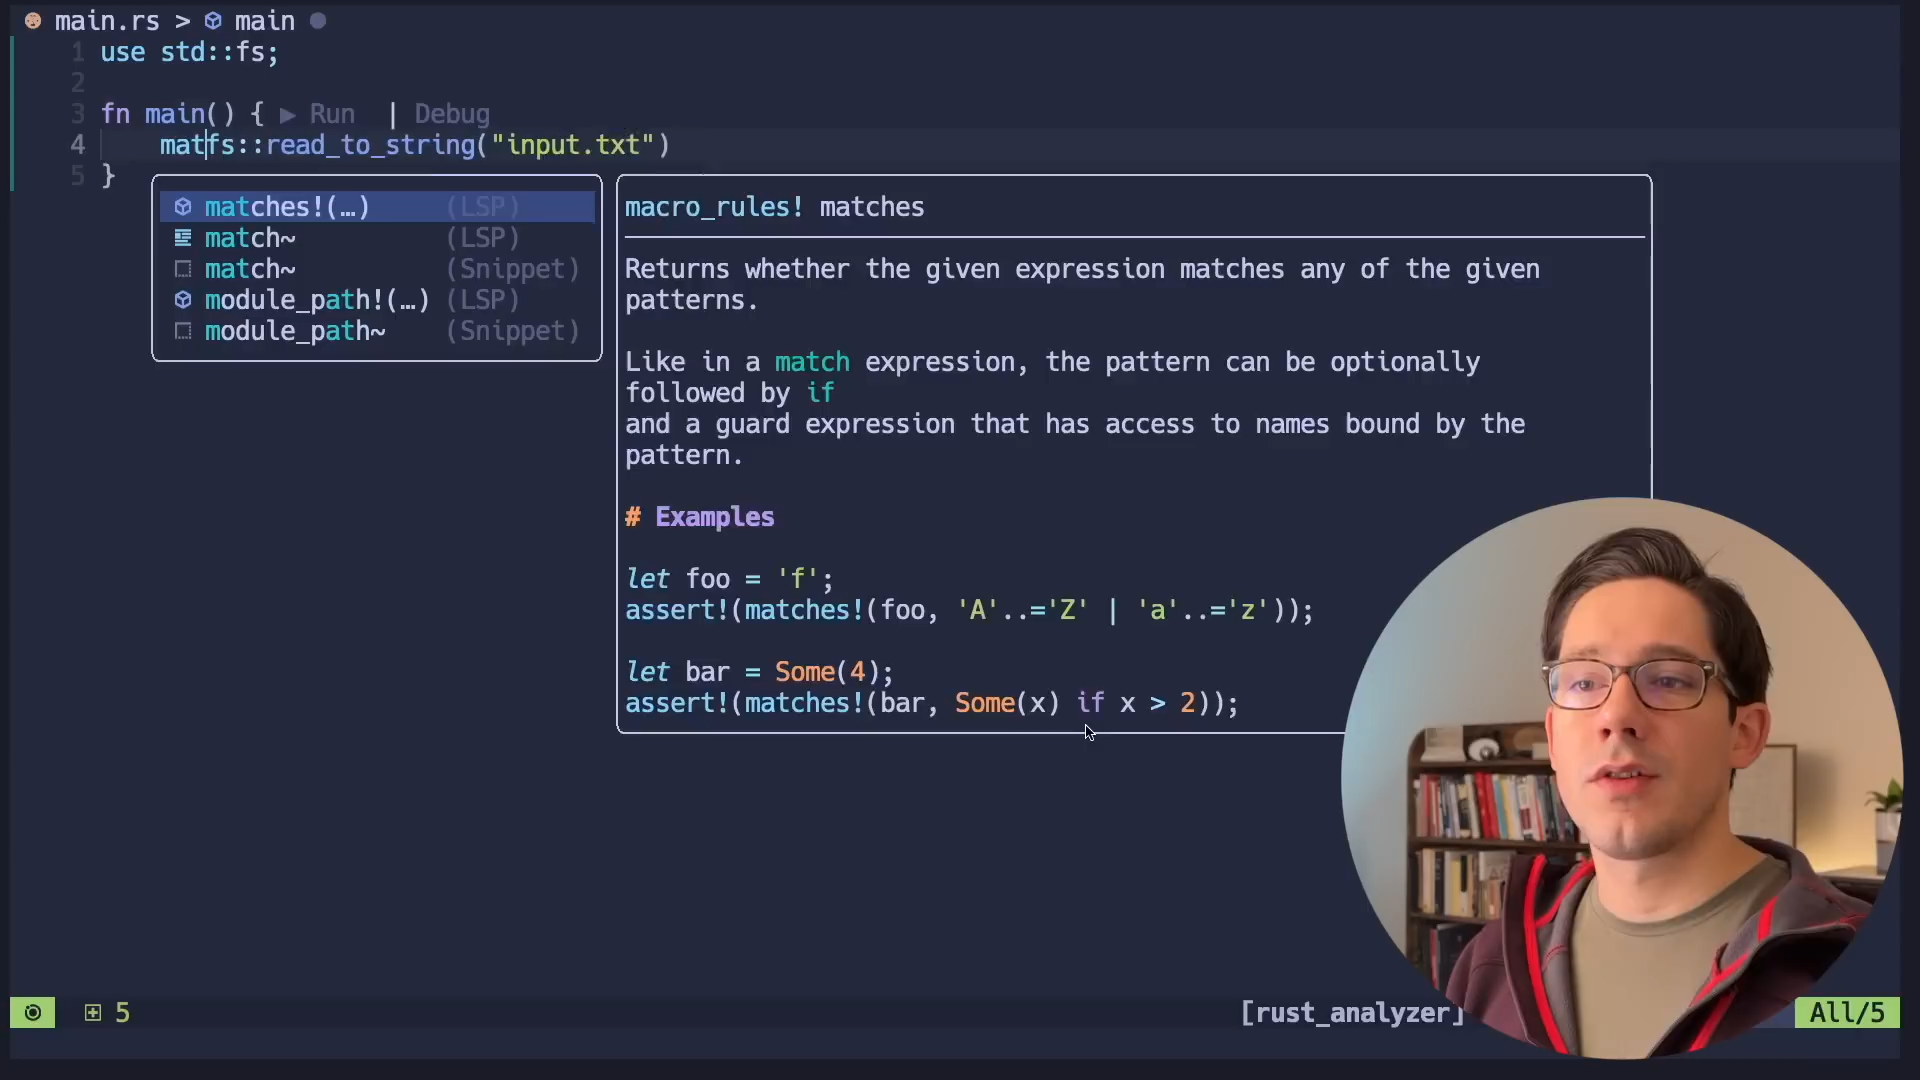 main.rs > main
1 use std::fs;
2
3 fn main() { ▶ Run | Debug
4 matfs::read_to_string("input.txt")
5 }
matches!(…) (LSP)
match~ (LSP)
match~ (Snippet)
module_path!(…) (LSP)
module_path~ (Snippet)
macro_rules! matches
Returns whether the given expression matches any of the given
patterns.
Like in a match expression, the pattern can be optionally
followed by if
and a guard expression that has access to names bound by the
pattern.
# Examples
let foo = 'f';
assert!(matches!(foo, 'A'..='Z' | 'a'..='z'));
let bar = Some(4);
assert!(matches!(bar, Some(x) if x > 2));
5 [rust_analyzer] All/5